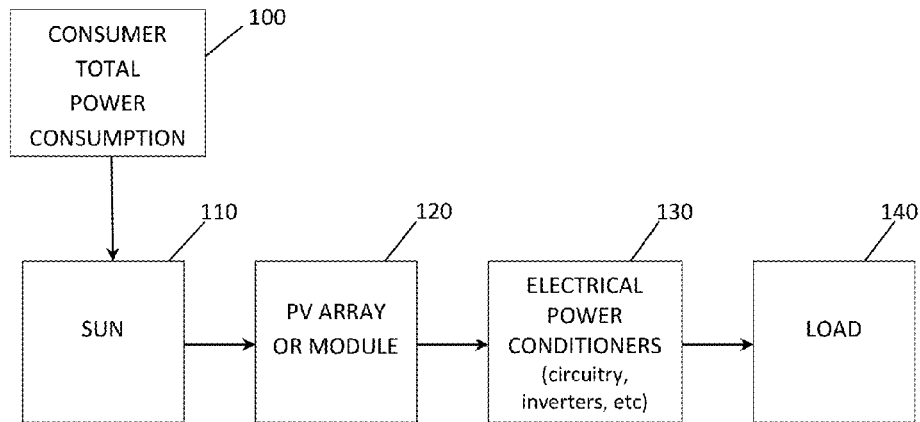 100
CONSUMER
TOTAL
POWER
CONSUMPTION
110
120
130
140
SUN
PV ARRAY
OR MODULE
ELECTRICAL
POWER
CONDITIONERS
(circuitry,
inverters, etc)
LOAD